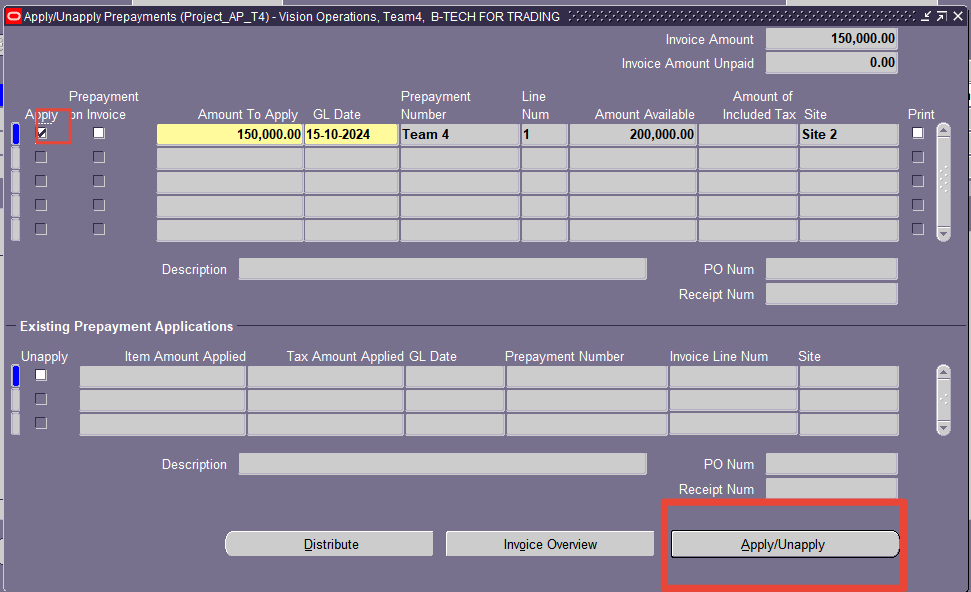 Apply/Unapply Prepayments (Project_AP_T4) - Vision Operations, Team4, B-TECH FOR TRADING
Invoice Amount 150,000.00
Invoice Amount Unpaid 0.00
Prepayment Prepayment Line Amount of
Apply on Invoice Amount To Apply GL Date Number Num Amount Available Included Tax Site Print
150,000.00 15-10-2024 Team 4 1 200,000.00 Site 2
Description PO Num
Receipt Num
Existing Prepayment Applications
Unapply Item Amount Applied Tax Amount Applied GL Date Prepayment Number Invoice Line Num Site
Description PO Num
Receipt Num
Distribute Invoice Overview Apply/Unapply